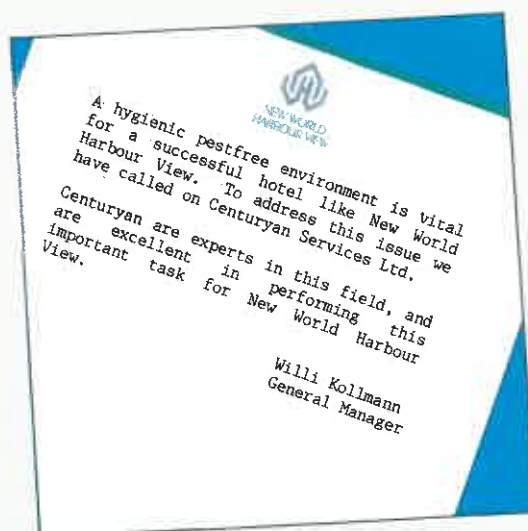 NEW WORLD
HARBOUR VIEW
A hygienic pestfree environment is vital
for a successful hotel like New World
Harbour View. To address this issue we
have called on Centuryan Services Ltd.
Centuryan are experts in this field, and
are excellent in performing this
important task for New World Harbour
View.
Willi Kollmann
General Manager